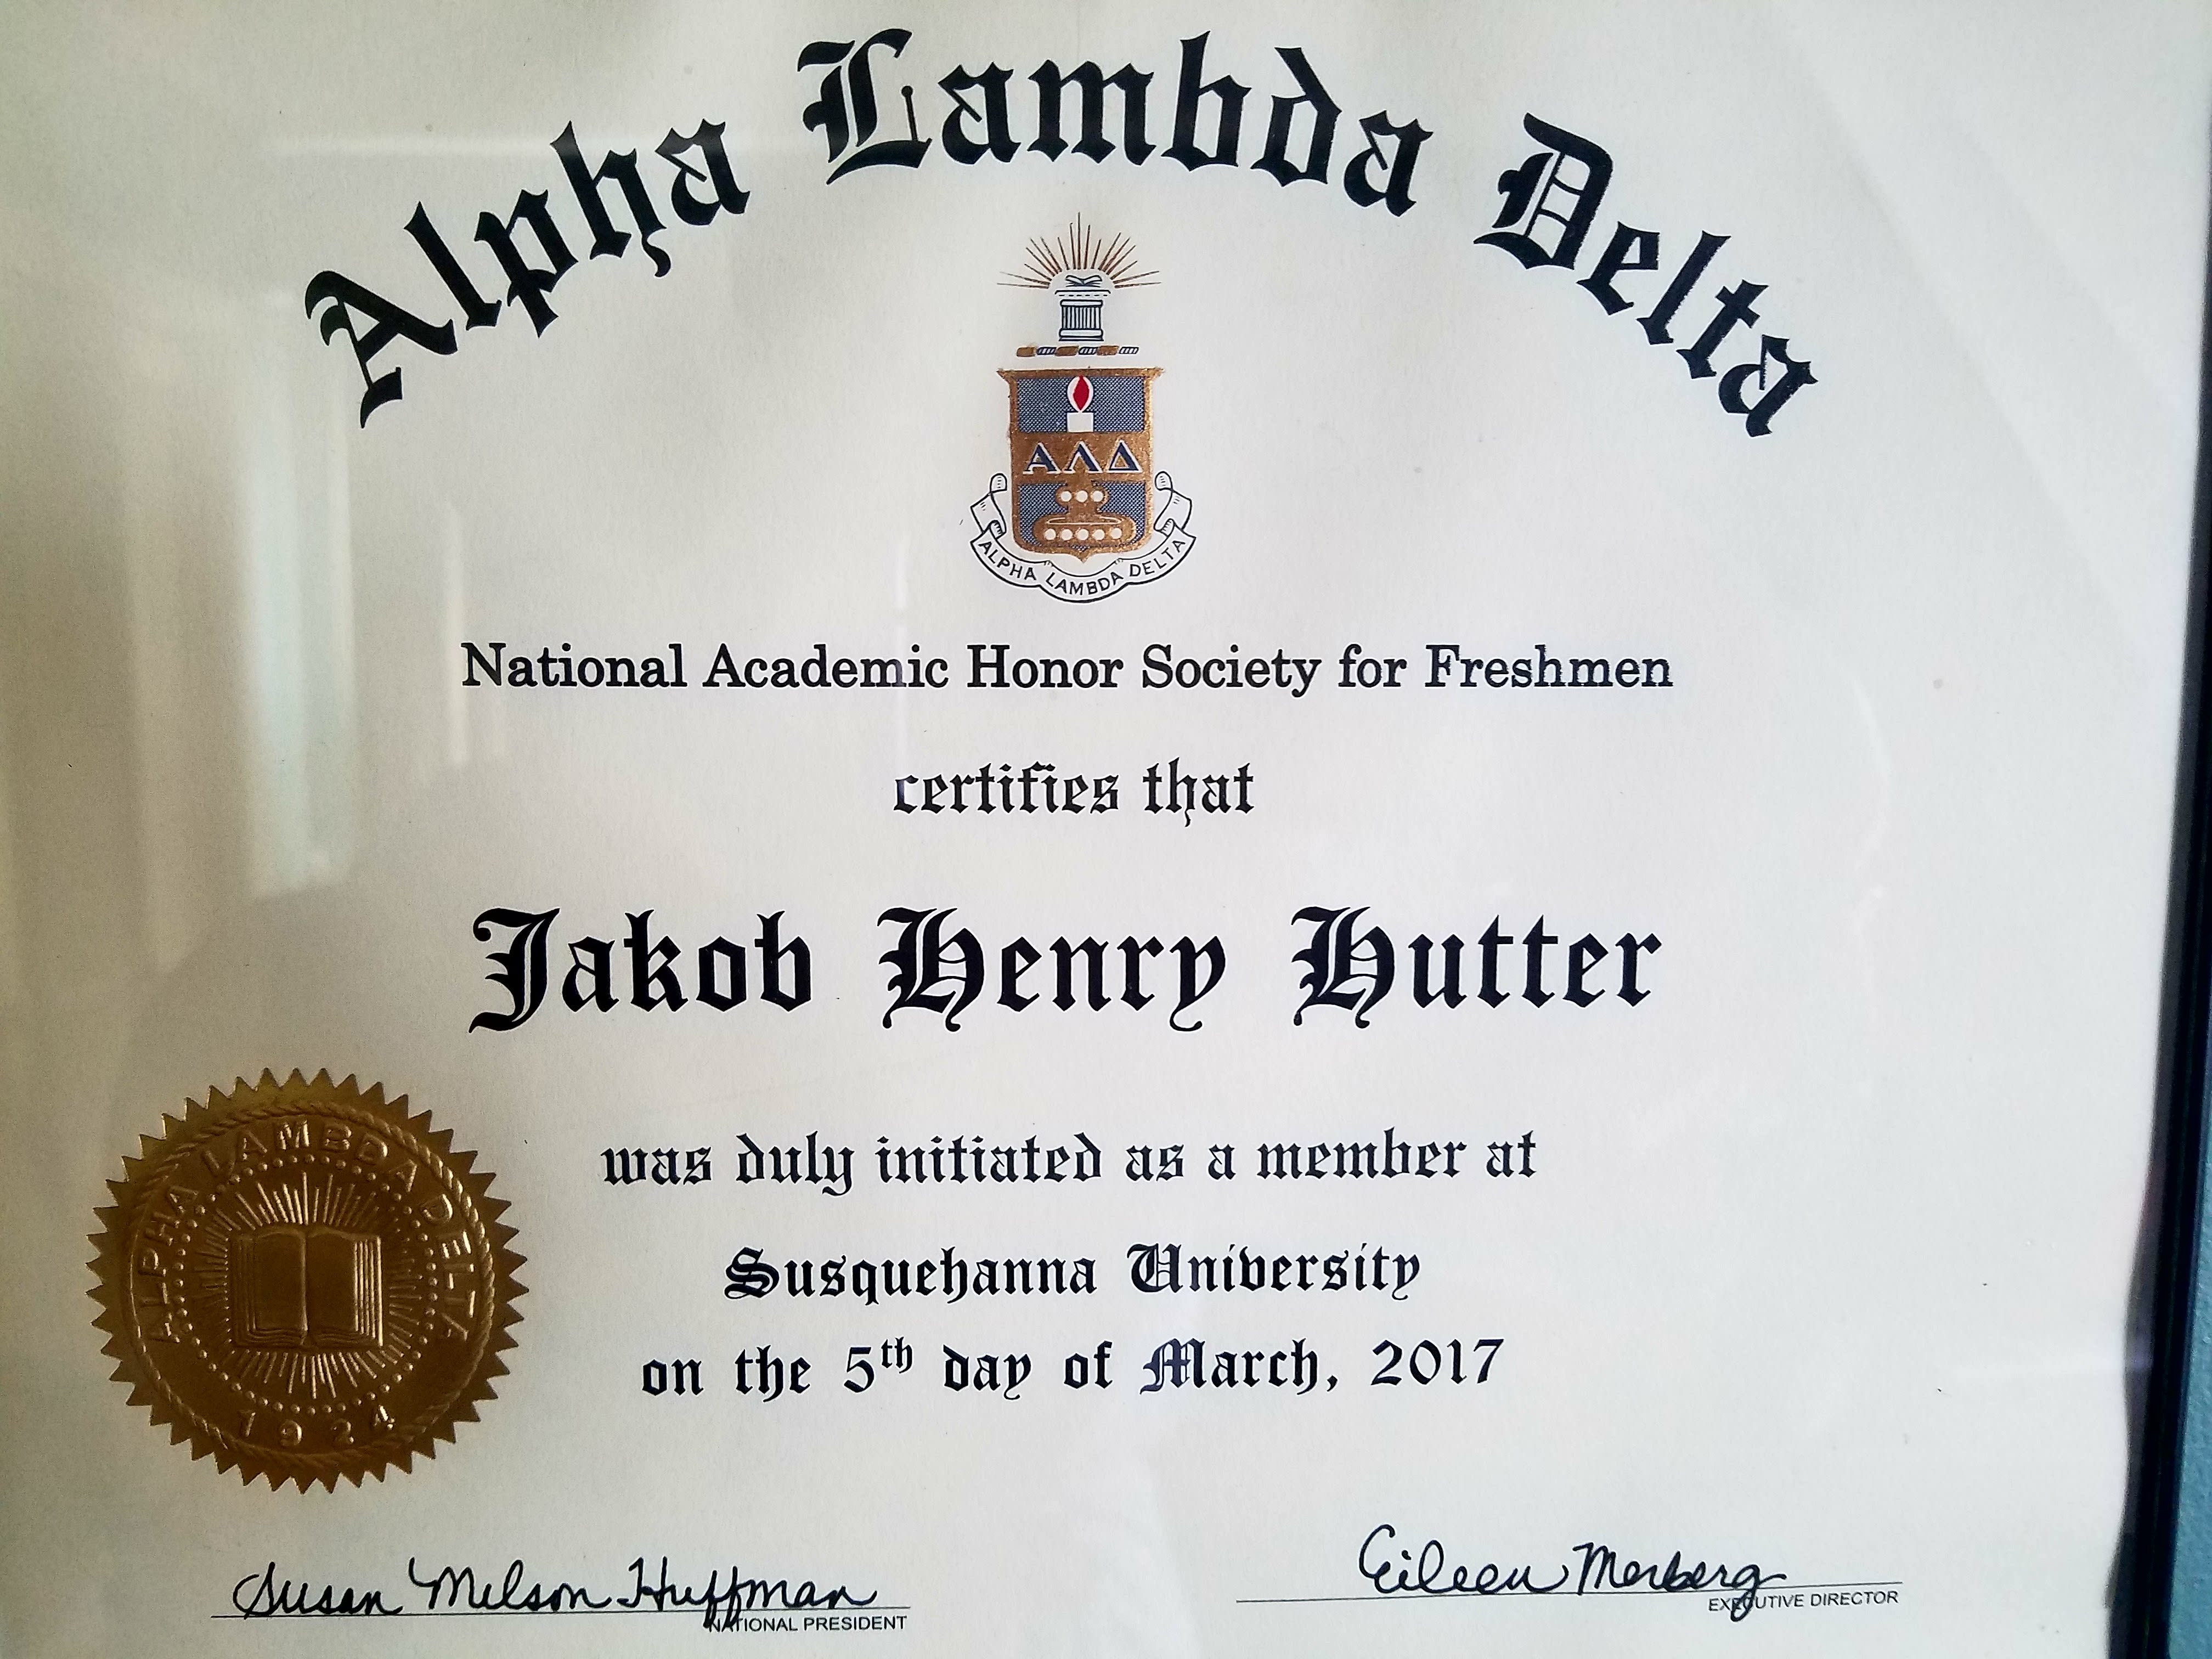 Alpha Lambda Delta
ΑΛΔ
ALPHA LAMBDA DELTA
National Academic Honor Society for Freshmen
certifies that
Jakob Henry Hutter
was duly initiated as a member at
Susquehanna University
on the 5th day of March, 2017
ALPHA LAMBDA DELTA
1924
Susan Melson Huffman
NATIONAL PRESIDENT
Eileen Merberg
EXECUTIVE DIRECTOR